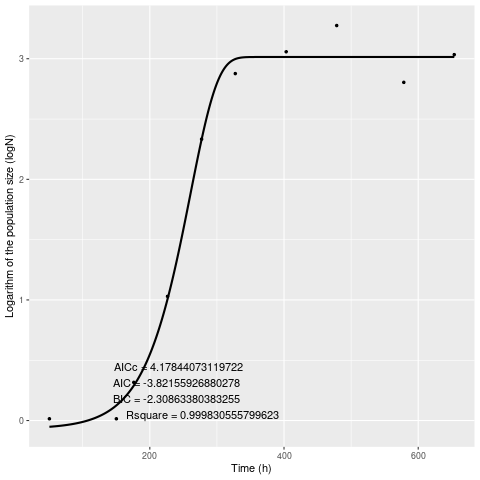 Logarithm of the population size (logN)
3
2
1
0
AICc = 4.17844073119722
AIC = -3.82155926880278
BIC = -2.30863380383255
Rsquare = 0.999830555799623
200
400
600
Time (h)